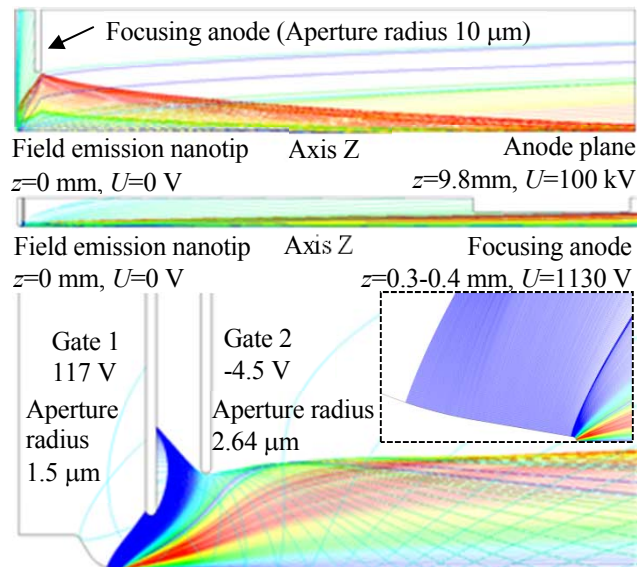 Focusing anode (Aperture radius 10 μm)
Field emission nanotip Axis Z Anode plane
z=0 mm, U=0 V z=9.8mm, U=100 kV
Field emission nanotip Axis Z Focusing anode
z=0 mm, U=0 V z=0.3-0.4 mm, U=1130 V
Gate 1
117 V
Aperture
radius
1.5 μm
Gate 2
-4.5 V
Aperture radius
2.64 μm